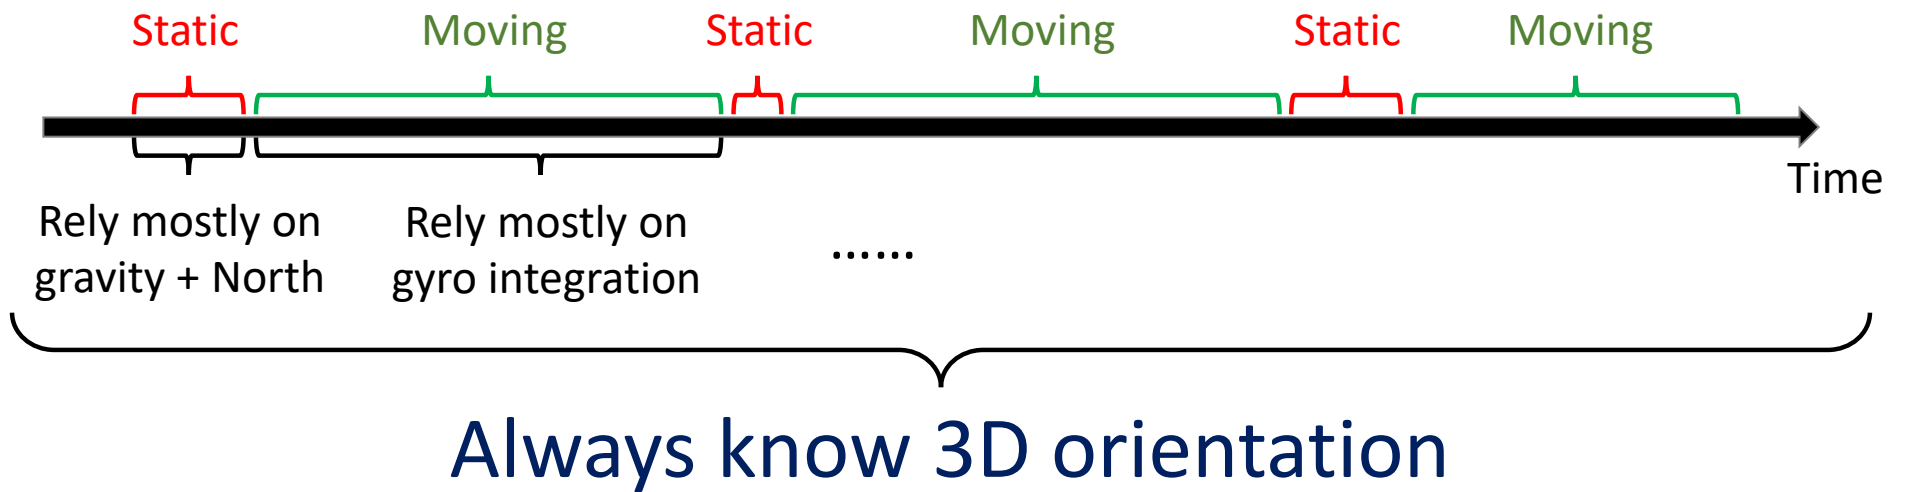 Static Moving Static Moving Static Moving
Time
Rely mostly on
gravity + North
Rely mostly on
gyro integration
......
Always know 3D orientation